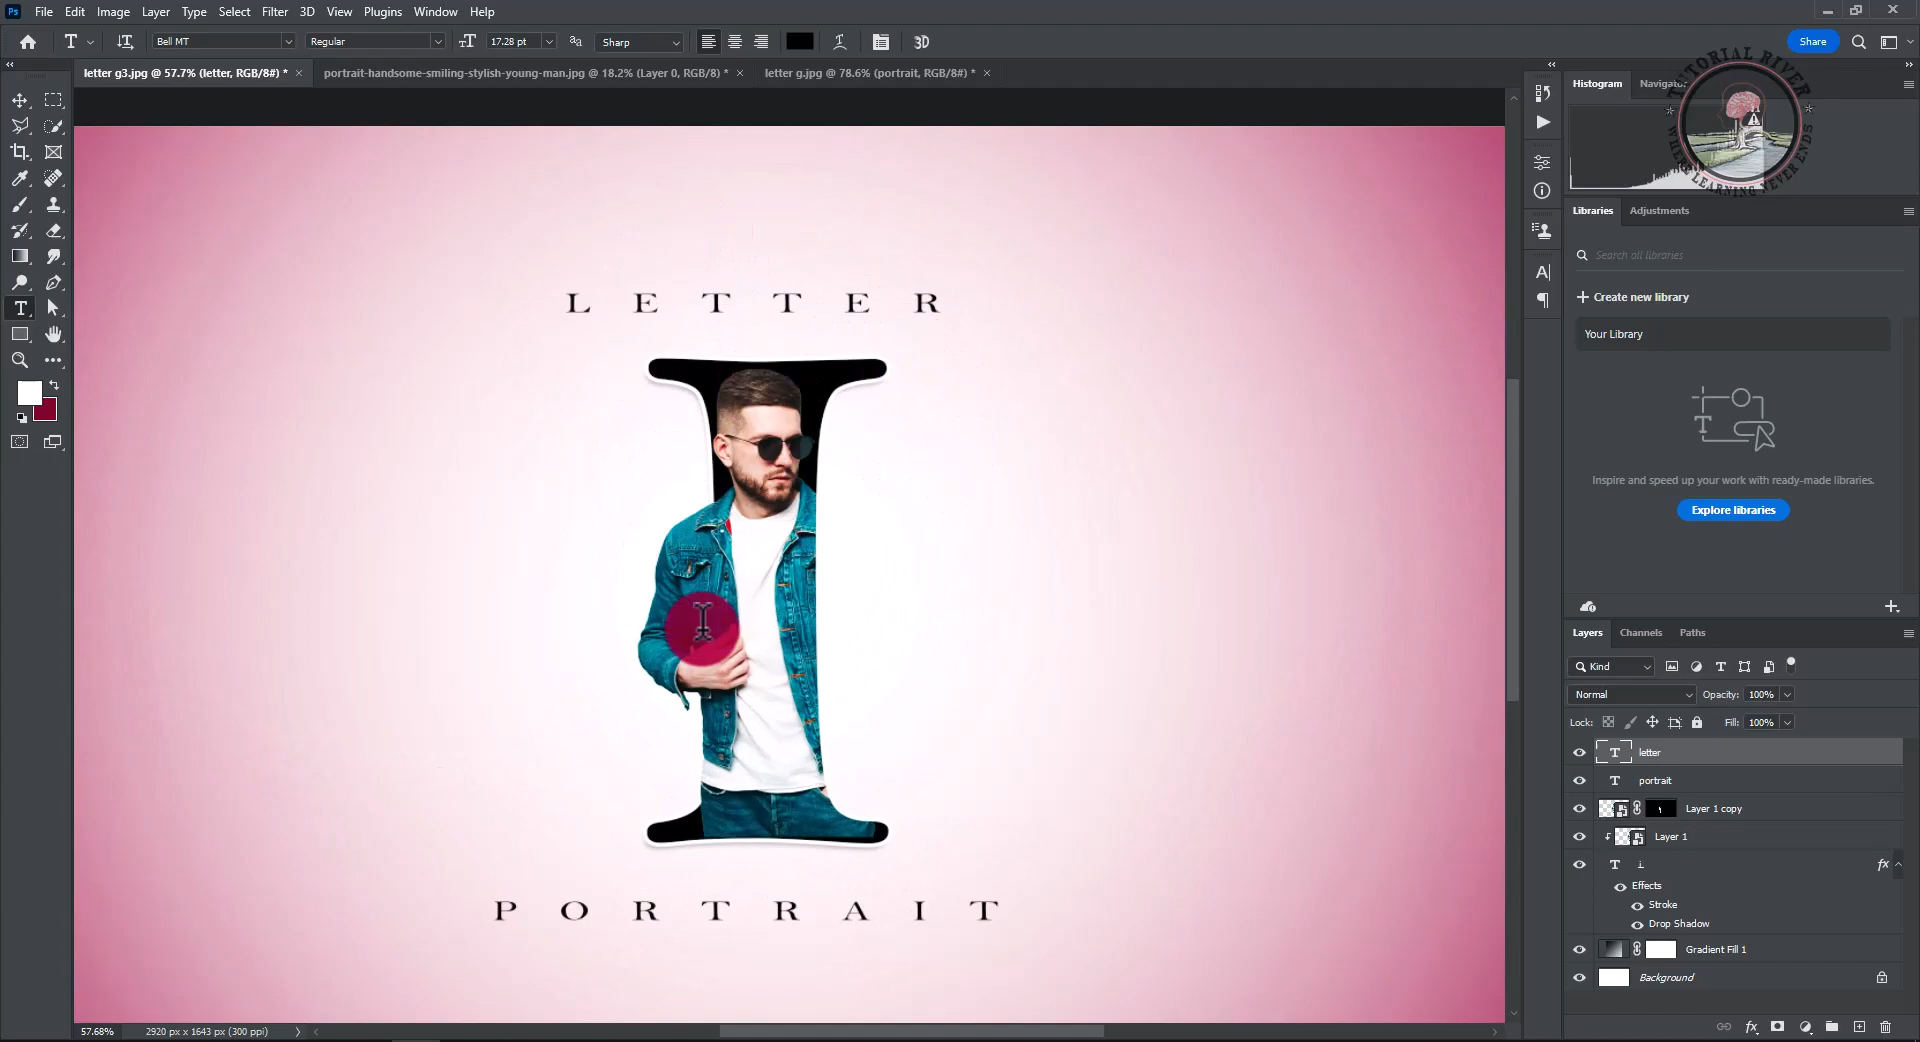 Ps File Edit Image Layer Type Select Filter 3D View Plugins Window Help
T Bell MT Regular 17.28 pt Sharp 3D Share
letter g3.jpg @ 57.7% (letter, RGB/8#) * portrait-handsome-smiling-stylish-young-man.jpg @ 18.2% (Layer 0, RGB/8) * letter g.jpg @ 78.6% (portrait, RGB/8#) *
Histogram
TUTORIAL RIVER
WHERE LEARNING NEVER ENDS
Libraries Adjustments
Search all libraries
Create new library
Your Library
Inspire and speed up your work with ready-made libraries.
Explore libraries
LETTER
I
PORTRAIT
Layers Channels Paths
Kind
Normal Opacity: 100%
Lock: Fill: 100%
T letter
T portrait
Layer 1 copy
Layer 1
T i fx
Effects
Stroke
Drop Shadow
Gradient Fill 1
Background
fx
57.68% 2920 px x 1643 px (300 ppi)